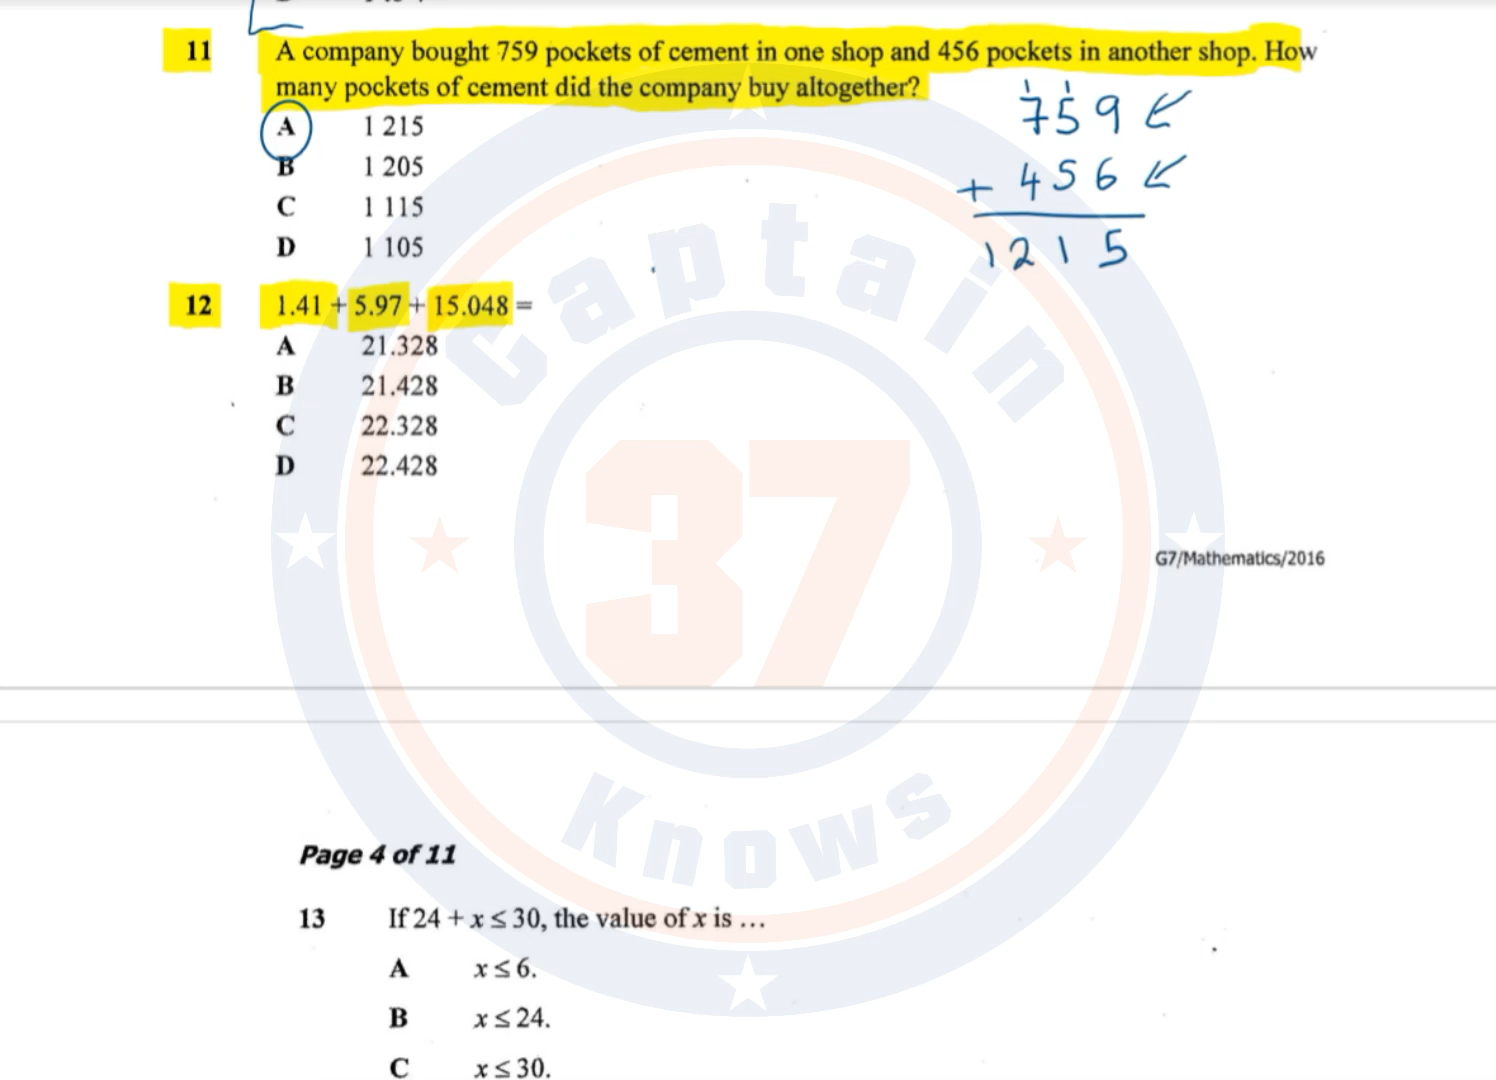 11 A company bought 759 pockets of cement in one shop and 456 pockets in another shop. How
many pockets of cement did the company buy altogether?
A 1 215
B 1 205
C 1 115
D 1 105
759
+ 456
1215
12 1.41 + 5.97 + 15.048 =
A 21.328
B 21.428
C 22.328
D 22.428
Captain
37
Knows
G7/Mathematics/2016
Page 4 of 11
13 If 24 + x ≤ 30, the value of x is …
A x ≤ 6.
B x ≤ 24.
C x ≤ 30.